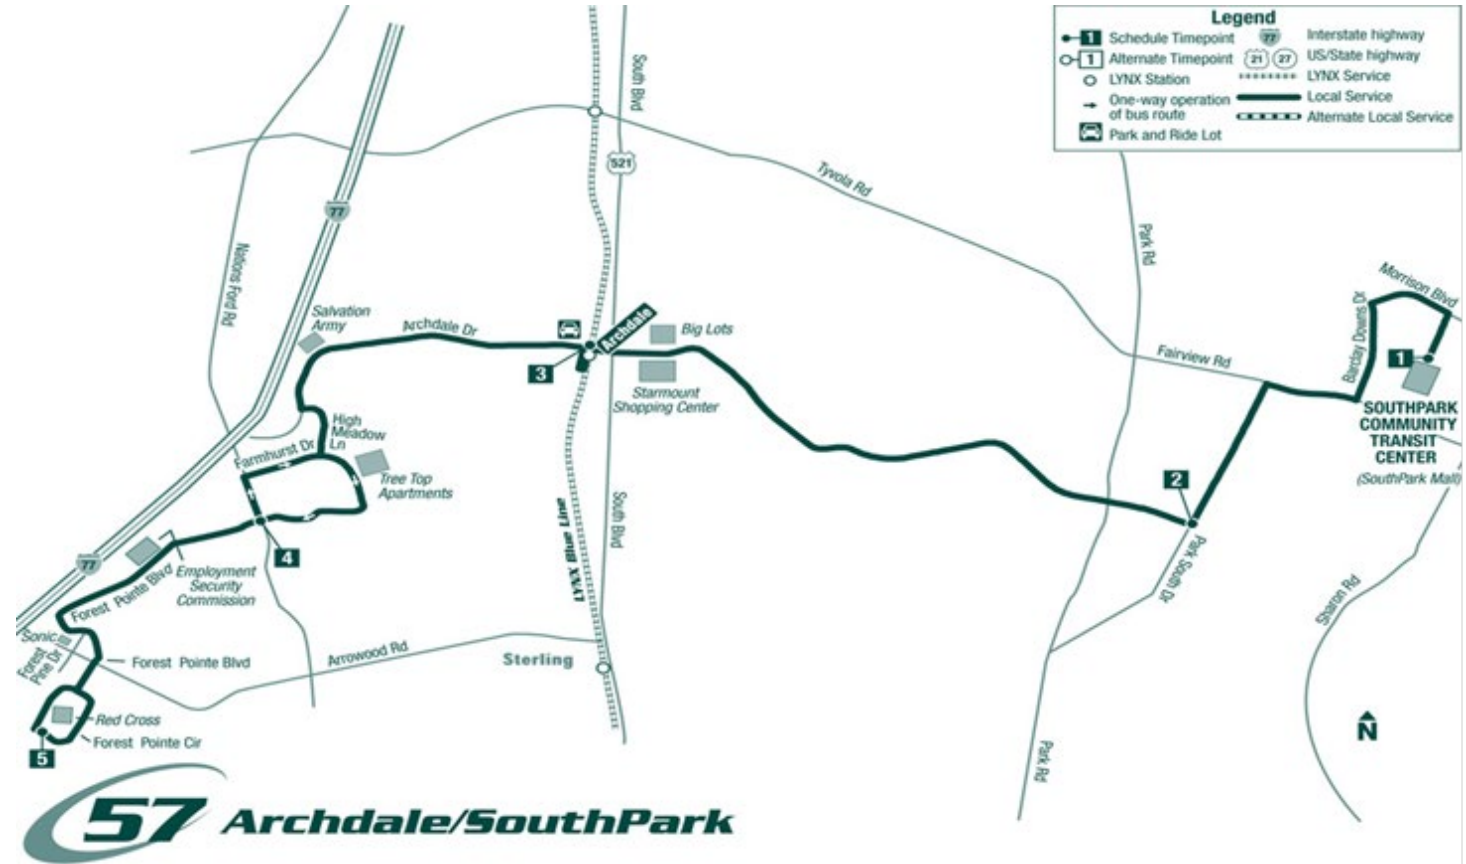 Legend
1 Schedule Timepoint
1 Alternate Timepoint
LYNX Station
One-way operation
of bus route
Park and Ride Lot
77 Interstate highway
21 27 US/State highway
LYNX Service
Local Service
Alternate Local Service
South Blvd
521
Tyvola Rd
77
Nations Ford Rd
Park Rd
Morrison Blvd
Barclay Downs Dr
1
SOUTHPARK
COMMUNITY
TRANSIT
CENTER
(SouthPark Mall)
Fairview Rd
Salvation
Army
Archdale Dr
Archdale
3
Big Lots
Starmount
Shopping Center
High
Meadow
Ln
Farmhurst Dr
Tree Top
Apartments
2
4
77
Employment
Security
Commission
Forest Pointe Blvd
LYNX Blue Line
South Blvd
Park South Dr
Sharon Rd
Sonic
Forest
Pine Dr
Forest Pointe Blvd
Arrowood Rd
Sterling
Red Cross
Forest Pointe Cir
5
Park Rd
N
57 Archdale/SouthPark